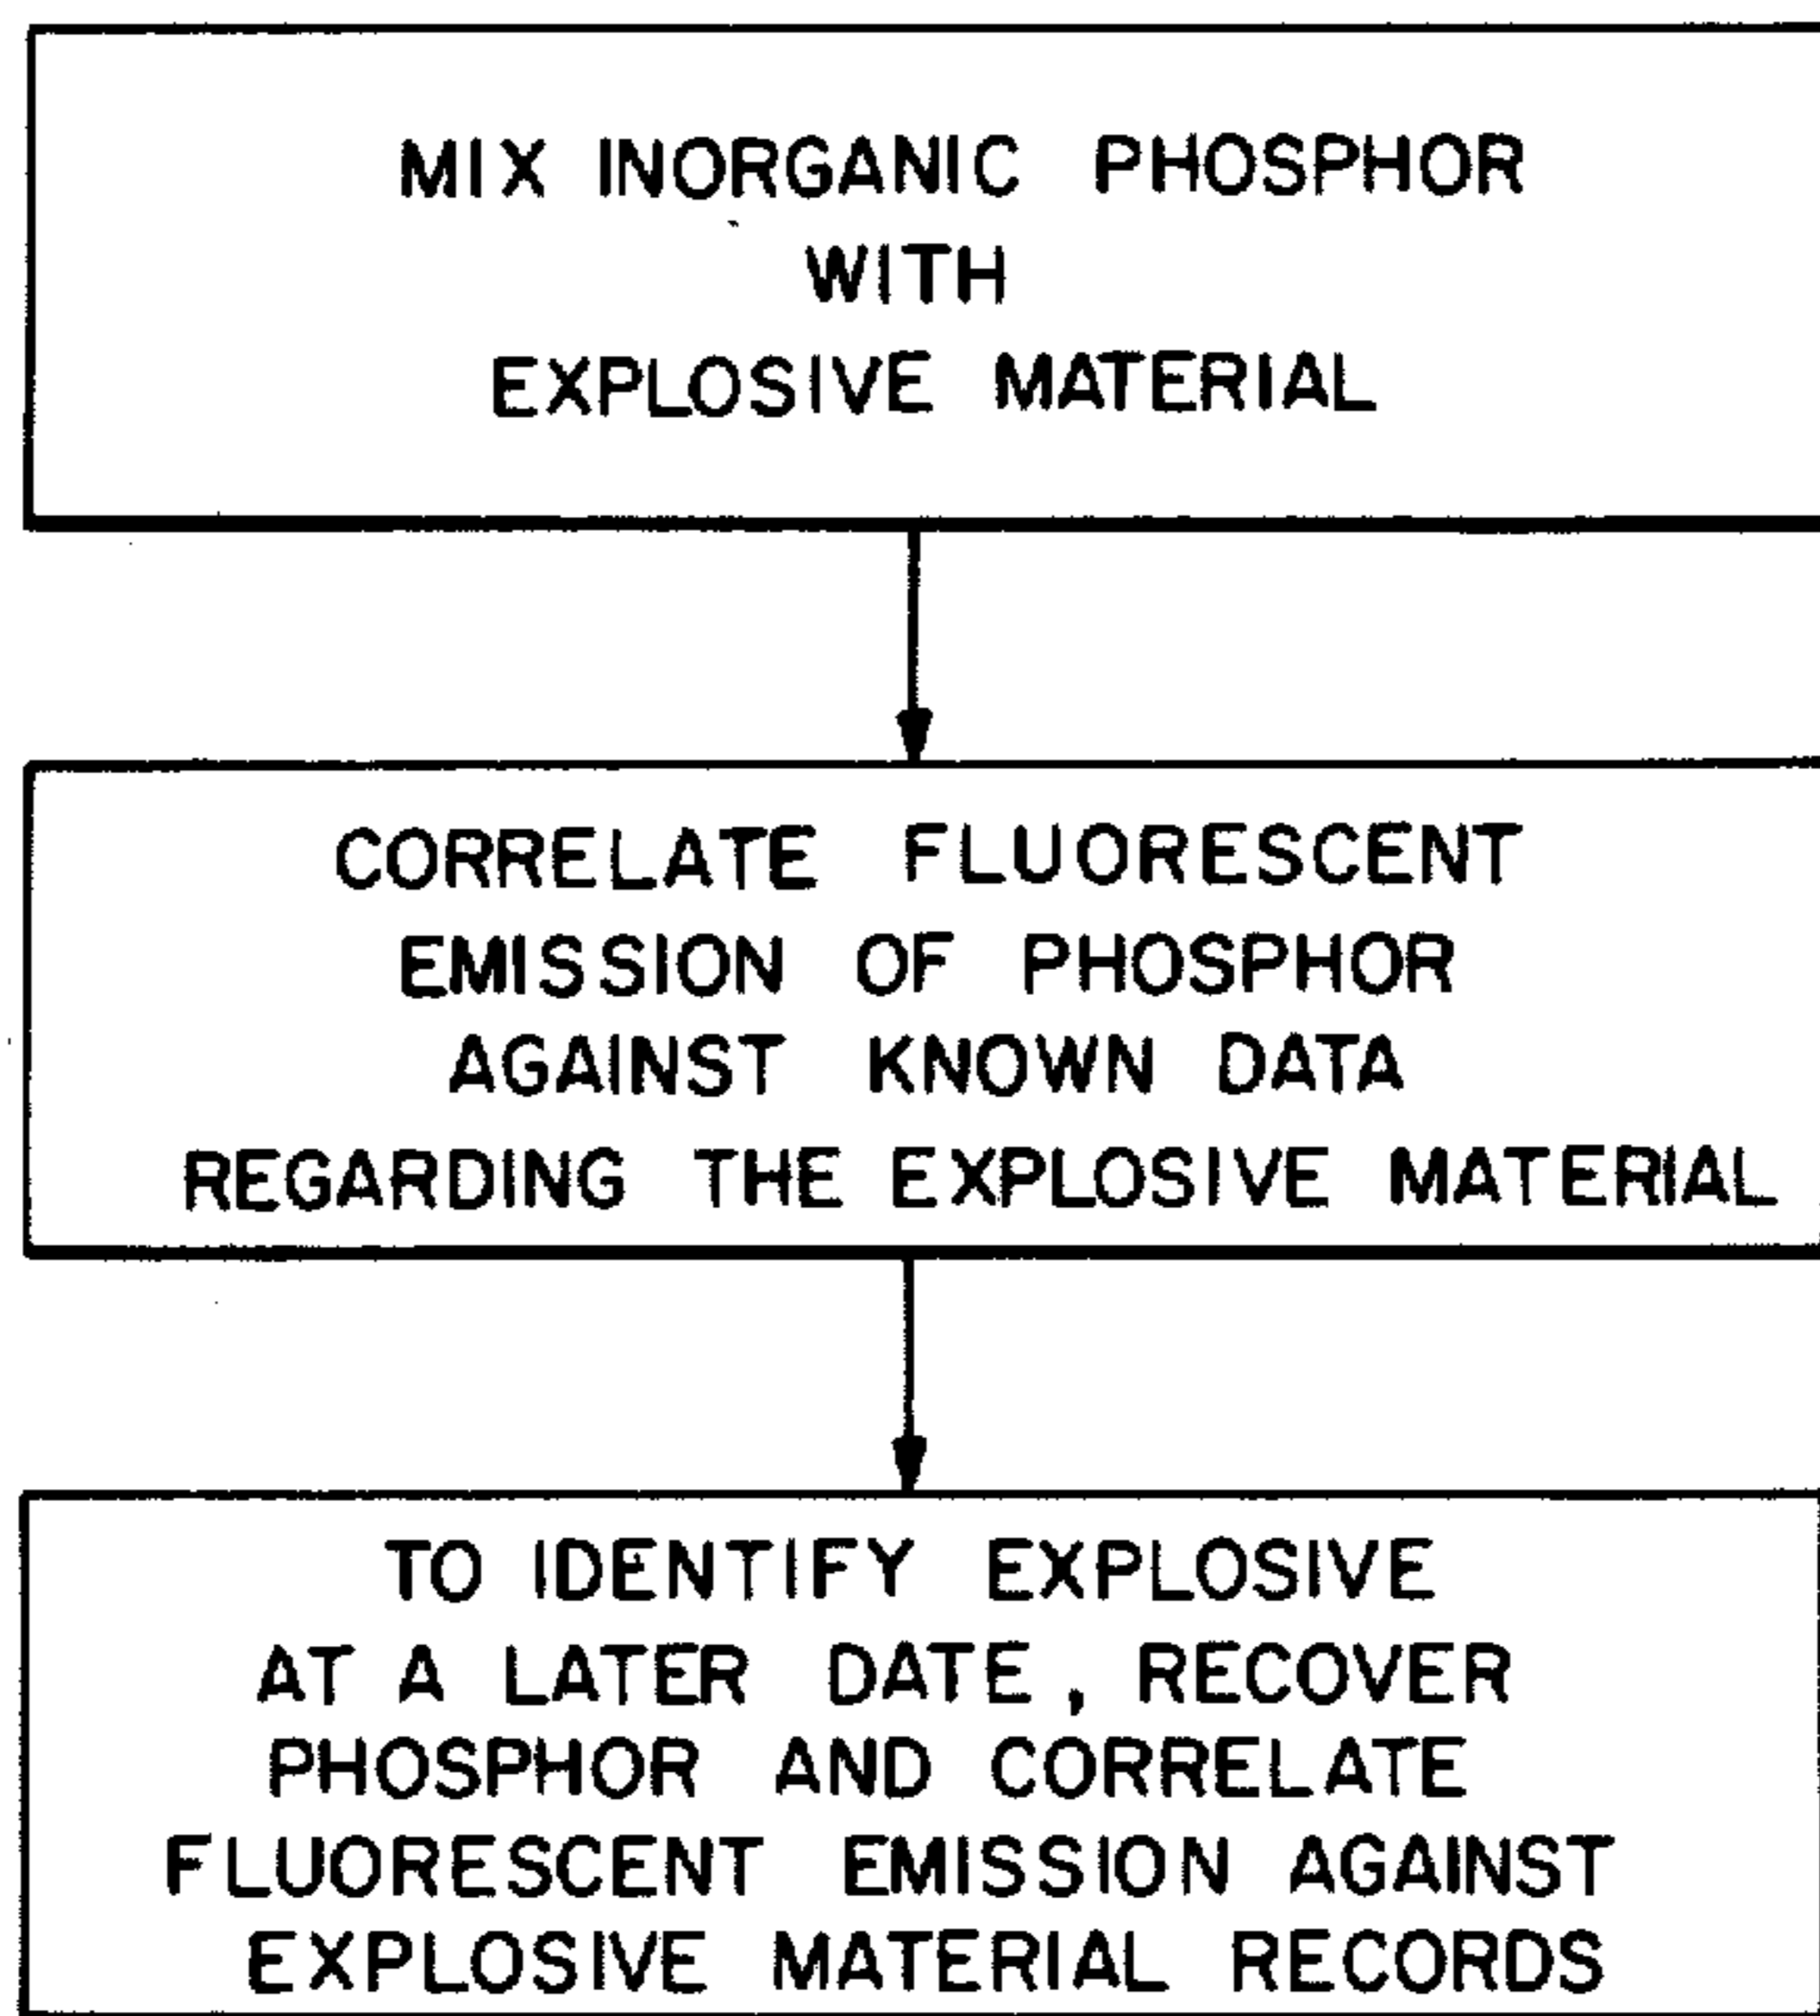 MIX INORGANIC PHOSPHOR
WITH
EXPLOSIVE MATERIAL
CORRELATE FLUORESCENT
EMISSION OF PHOSPHOR
AGAINST KNOWN DATA
REGARDING THE EXPLOSIVE MATERIAL
TO IDENTIFY EXPLOSIVE
AT A LATER DATE, RECOVER
PHOSPHOR AND CORRELATE
FLUORESCENT EMISSION AGAINST
EXPLOSIVE MATERIAL RECORDS